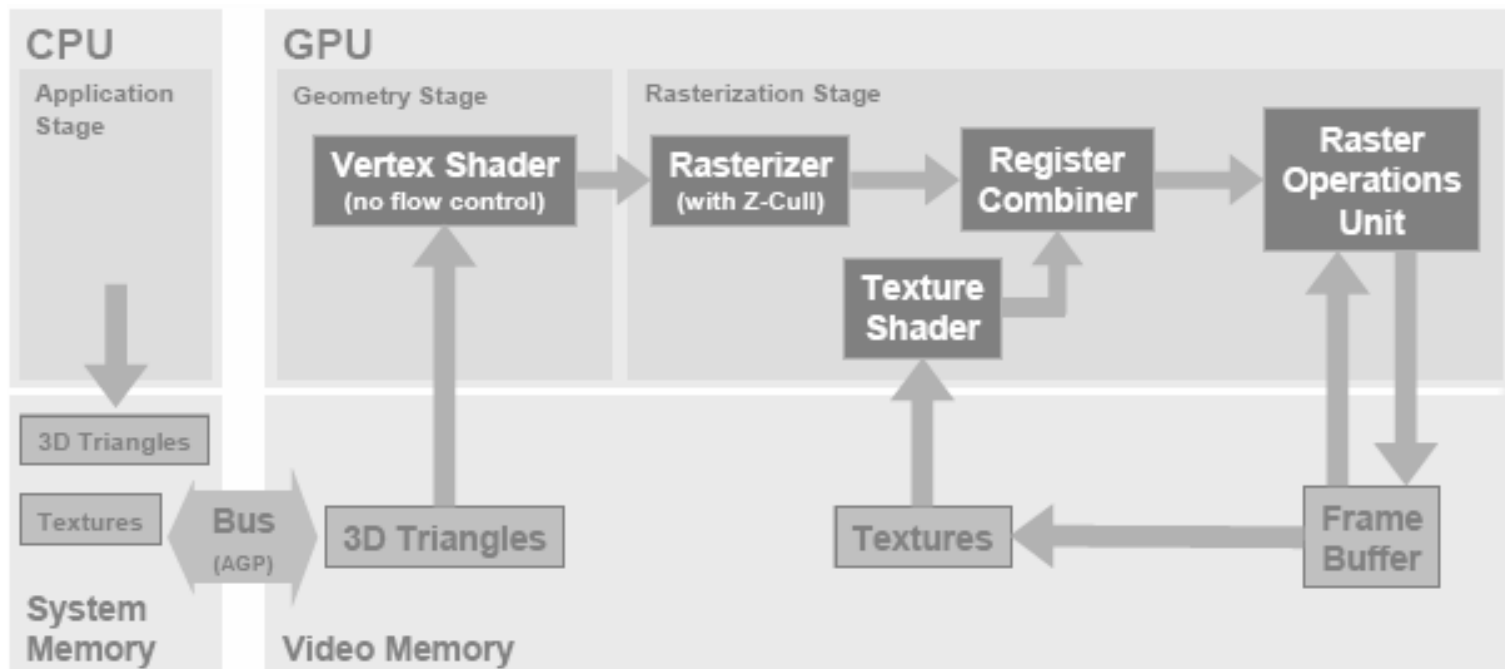 CPU
Application
Stage
3D Triangles
Textures
System
Memory
Bus
(AGP)
GPU
Geometry Stage
Vertex Shader
(no flow control)
Rasterization Stage
Rasterizer
(with Z-Cull)
Register
Combiner
Raster
Operations
Unit
Texture
Shader
3D Triangles
Textures
Frame
Buffer
Video Memory